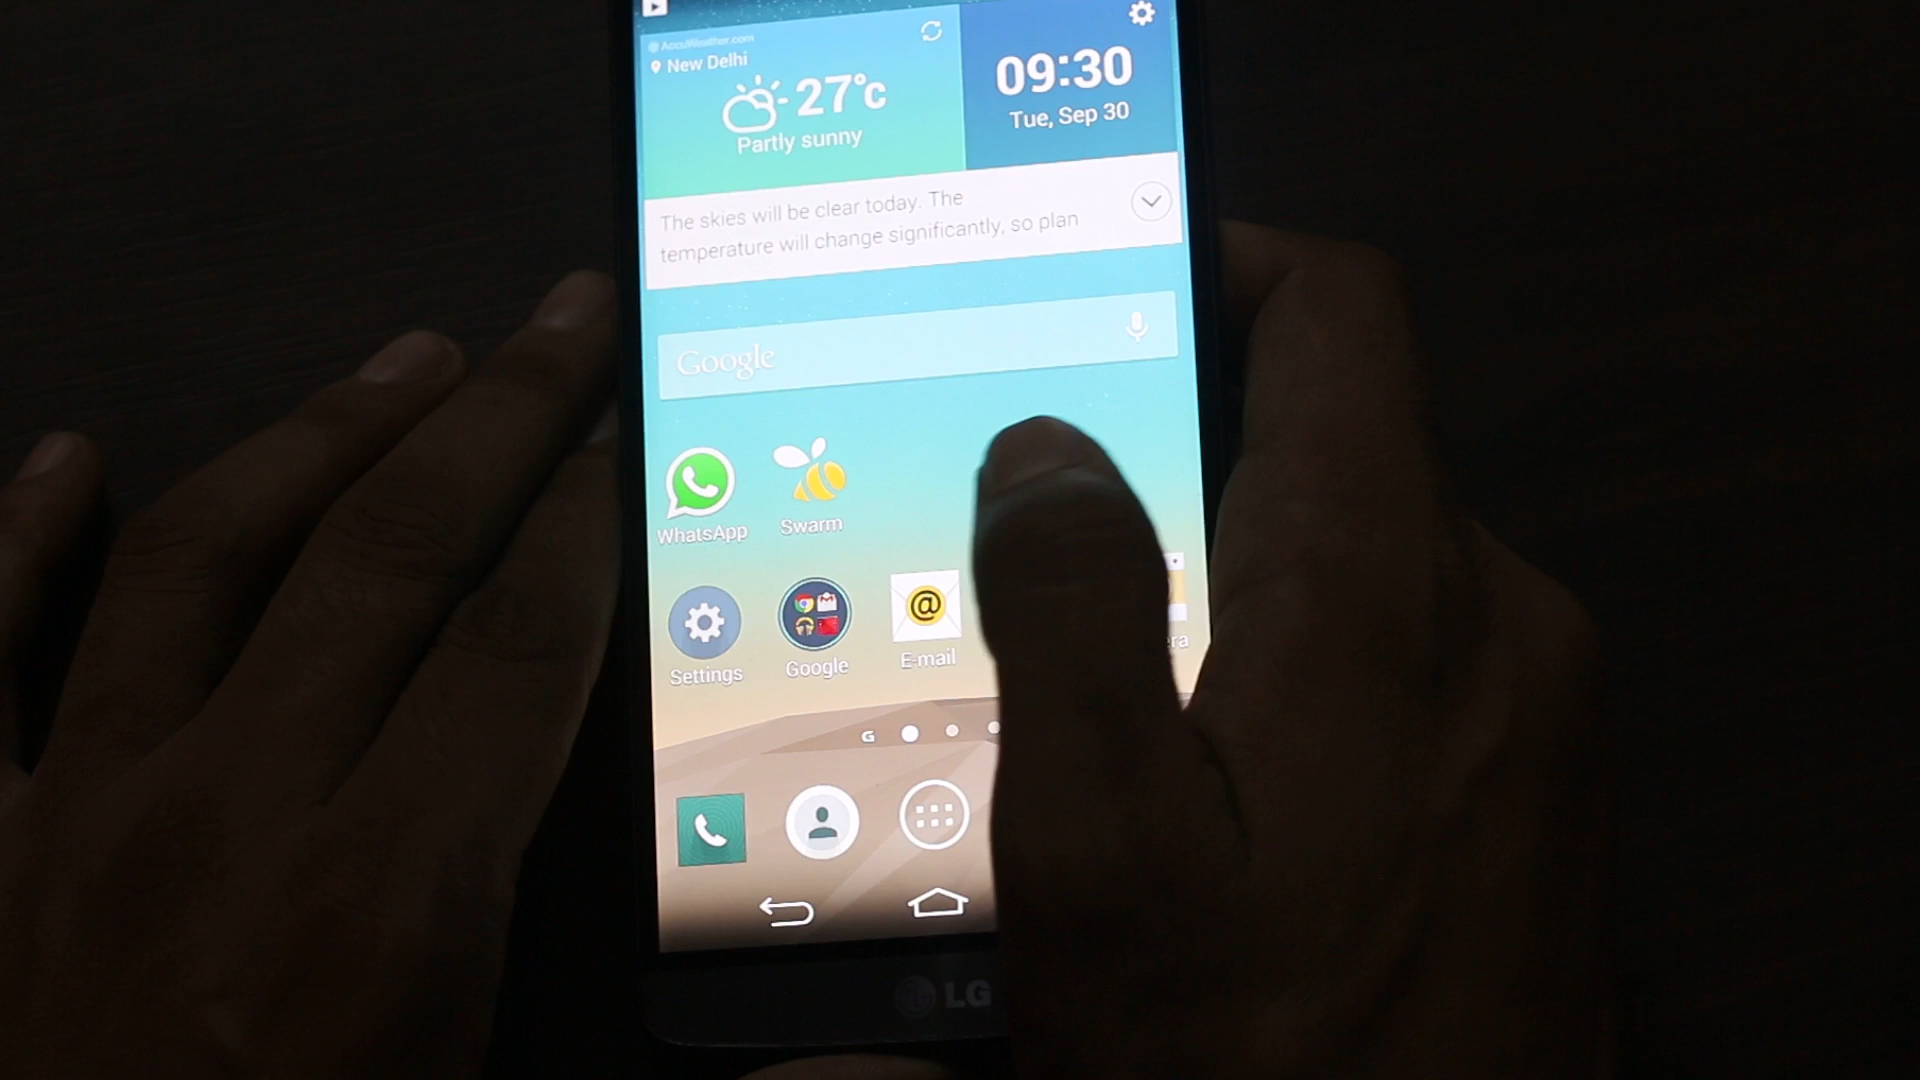 AccuWeather.com
New Delhi
27°c
Partly sunny
09:30
Tue, Sep 30
The skies will be clear today. The
temperature will change significantly, so plan
Google
WhatsApp
Swarm
Settings
Google
E-mail
ra
G
LG